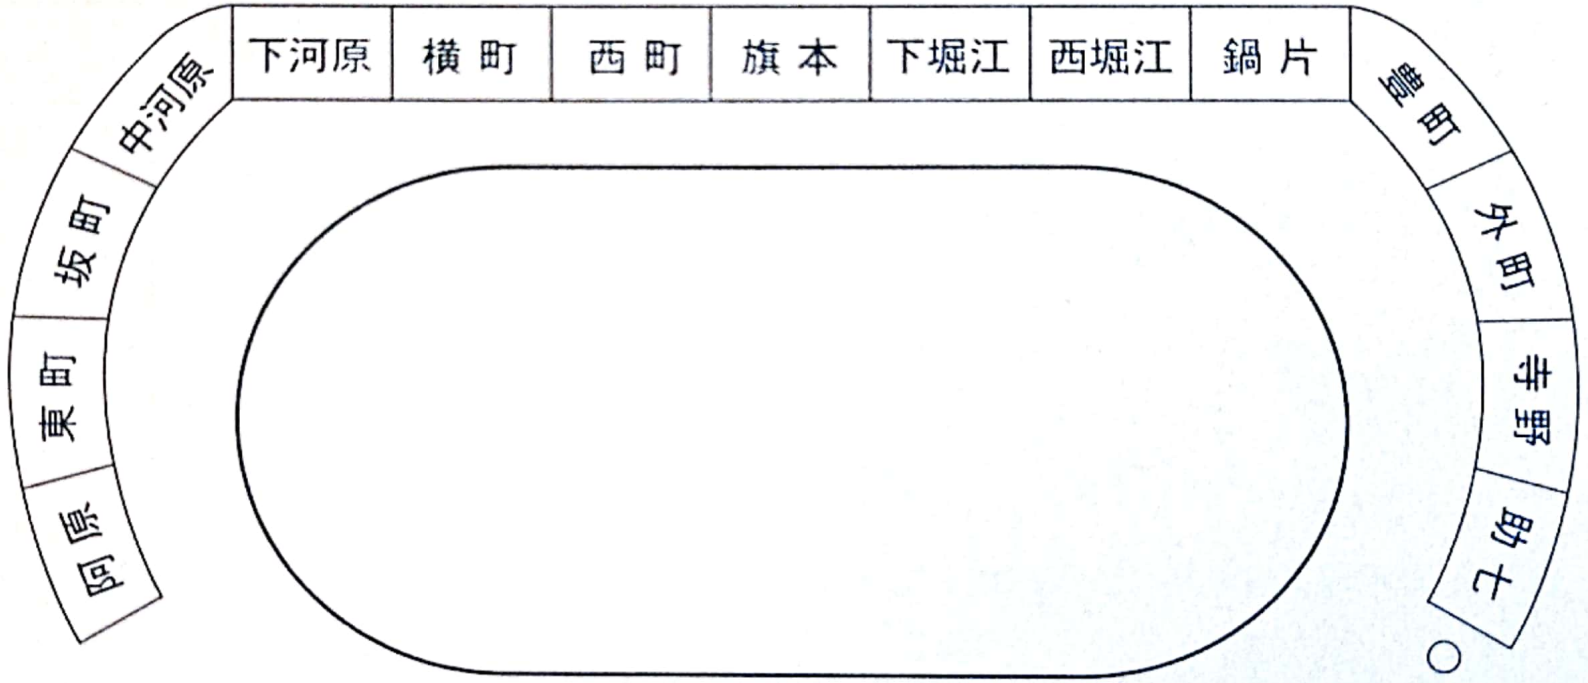 阿原
東町
坂町
中河原
下河原
横町
西町
旗本
下堀江
西堀江
鍋片
豊町
外町
寺野
助七